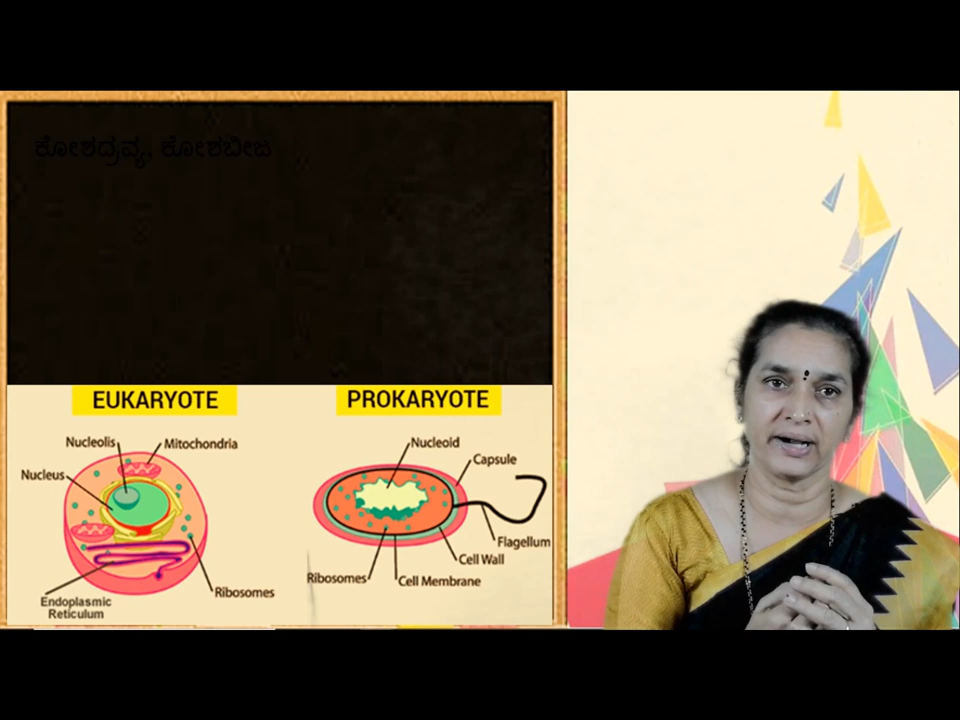 ಕೋಶದ್ರವ್ಯ, ಕೋಶಬೀಜ
EUKARYOTE
Nucleolis
Mitochondria
Nucleus
Ribosomes
Endoplasmic
Reticulum
PROKARYOTE
Nucleoid
Capsule
Flagellum
Cell Wall
Ribosomes
Cell Membrane